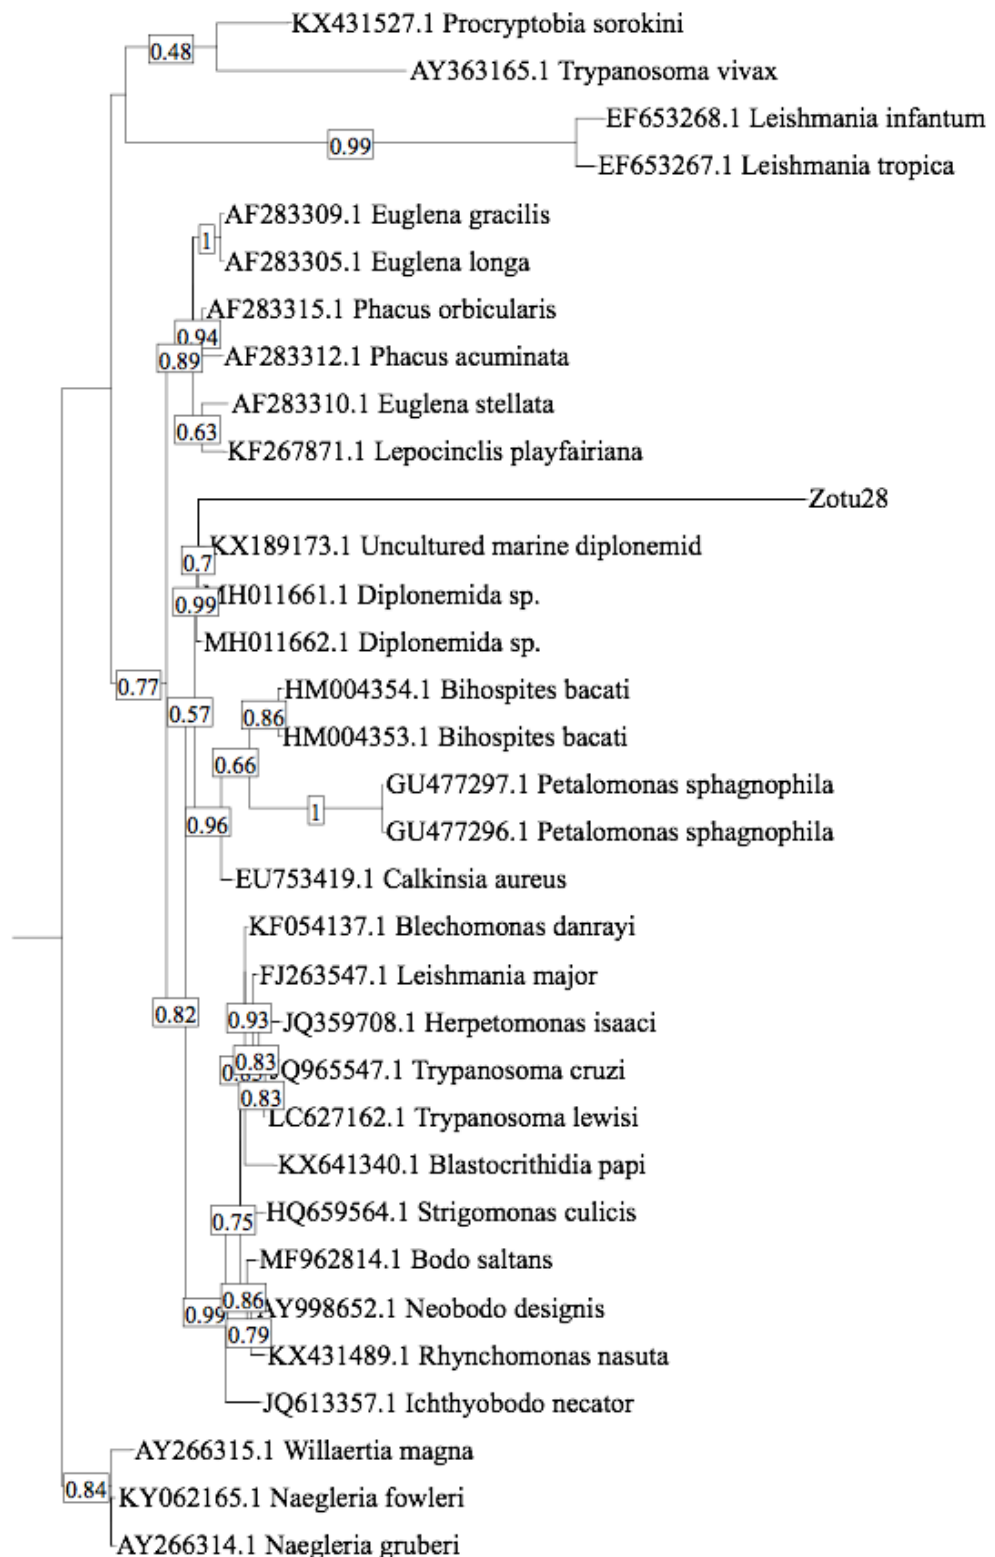 KX431527.1 Procryptobia sorokini
0.48
AY363165.1 Trypanosoma vivax
EF653268.1 Leishmania infantum
0.99
EF653267.1 Leishmania tropica
AF283309.1 Euglena gracilis
1
AF283305.1 Euglena longa
AF283315.1 Phacus orbicularis
0.94
0.89
AF283312.1 Phacus acuminata
AF283310.1 Euglena stellata
0.63
KF267871.1 Lepocinclis playfairiana
Zotu28
KX189173.1 Uncultured marine diplonemid
0.7
MH011661.1 Diplonemida sp.
0.99
MH011662.1 Diplonemida sp.
0.77
HM004354.1 Bihospites bacati
0.57
0.86
HM004353.1 Bihospites bacati
0.66
GU477297.1 Petalomonas sphagnophila
1
0.96
GU477296.1 Petalomonas sphagnophila
EU753419.1 Calkinsia aureus
KF054137.1 Blechomonas danrayi
FJ263547.1 Leishmania major
0.82
0.93
JQ359708.1 Herpetomonas isaaci
0.83
JQ965547.1 Trypanosoma cruzi
0.83
LC627162.1 Trypanosoma lewisi
KX641340.1 Blastocrithidia papi
HQ659564.1 Strigomonas culicis
0.75
MF962814.1 Bodo saltans
0.86
0.99
AY998652.1 Neobodo designis
0.79
KX431489.1 Rhynchomonas nasuta
JQ613357.1 Ichthyobodo necator
AY266315.1 Willaertia magna
0.84
KY062165.1 Naegleria fowleri
AY266314.1 Naegleria gruberi